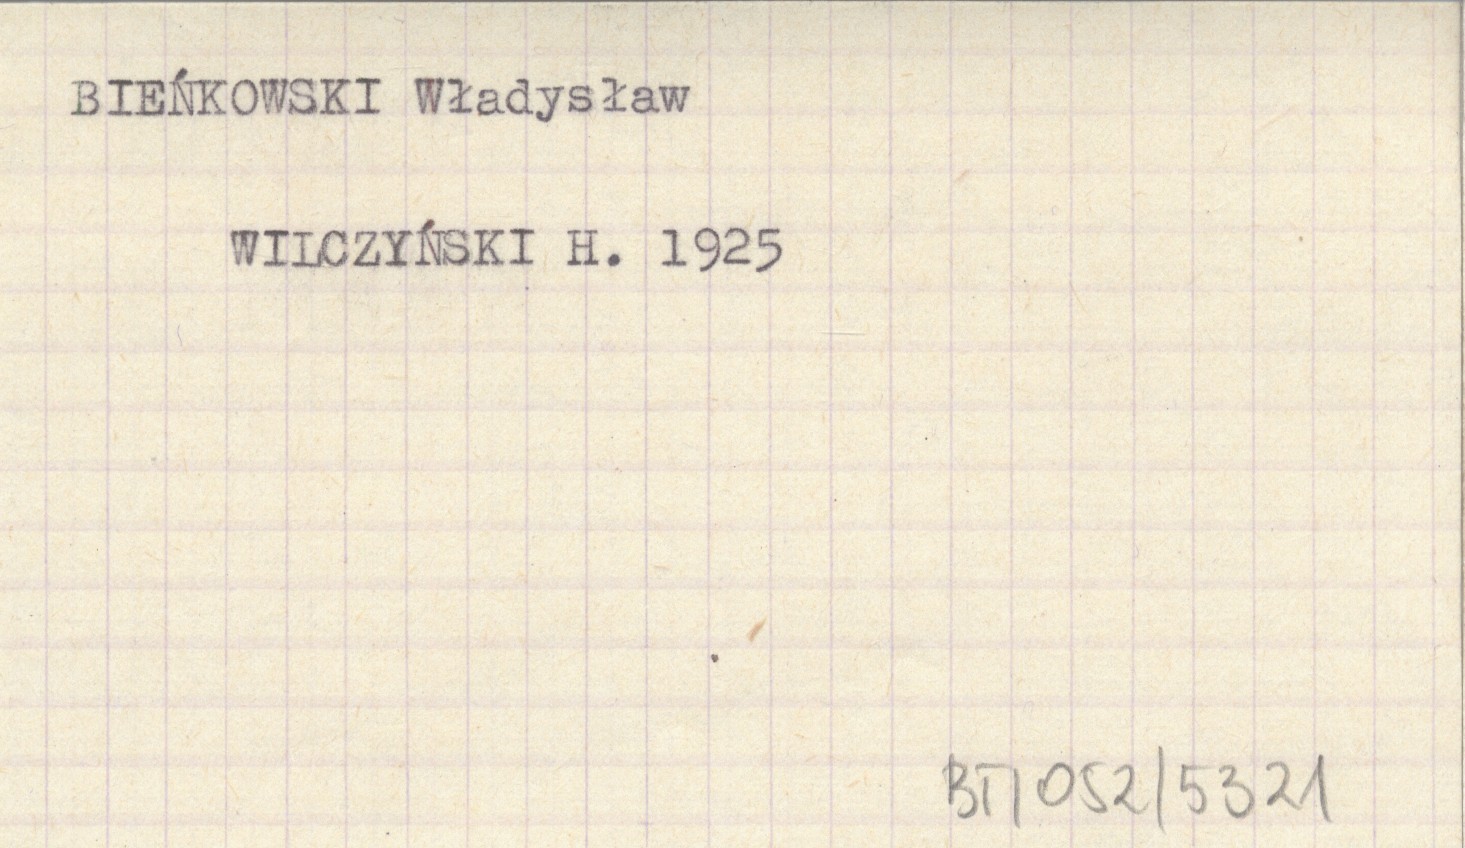 BIEŃKOWSKI Władysław
WILCZYŃSKI H. 1925
BT/052/5321